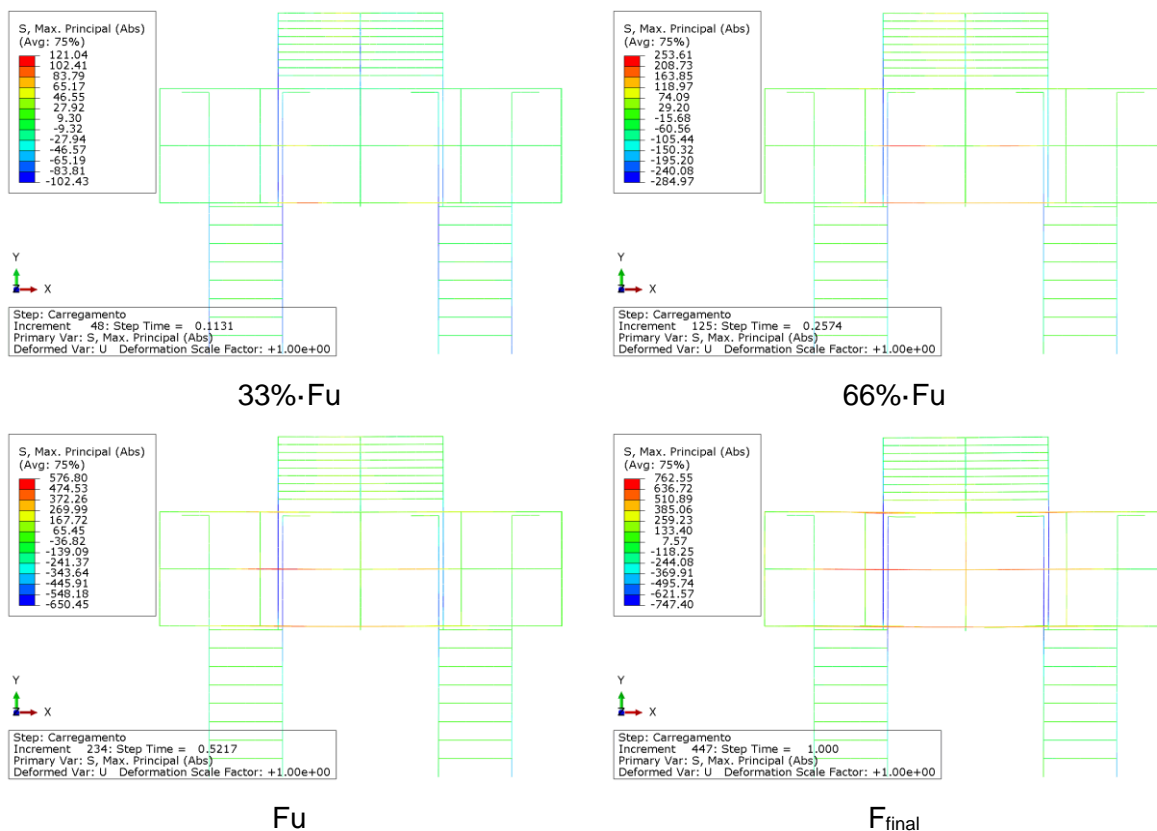 S, Max. Principal (Abs)
(Avg: 75%)
121.04
102.41
83.79
65.17
46.55
27.92
9.30
-9.32
-27.94
-46.57
-65.19
-83.81
-102.43
Y
X
Z
Step: Carregamento
Increment 48: Step Time = 0.1131
Primary Var: S, Max. Principal (Abs)
Deformed Var: U Deformation Scale Factor: +1.00e+00
33%·Fu
S, Max. Principal (Abs)
(Avg: 75%)
253.61
208.73
163.85
118.97
74.09
29.20
-15.68
-60.56
-105.44
-150.32
-195.20
-240.08
-284.97
Y
X
Z
Step: Carregamento
Increment 125: Step Time = 0.2574
Primary Var: S, Max. Principal (Abs)
Deformed Var: U Deformation Scale Factor: +1.00e+00
66%·Fu
S, Max. Principal (Abs)
(Avg: 75%)
576.80
474.53
372.26
269.99
167.72
65.45
-36.82
-139.09
-241.37
-343.64
-445.91
-548.18
-650.45
Y
X
Z
Step: Carregamento
Increment 234: Step Time = 0.5217
Primary Var: S, Max. Principal (Abs)
Deformed Var: U Deformation Scale Factor: +1.00e+00
Fu
S, Max. Principal (Abs)
(Avg: 75%)
762.55
636.72
510.89
385.06
259.23
133.40
7.57
-118.25
-244.08
-369.91
-495.74
-621.57
-747.40
Y
X
Z
Step: Carregamento
Increment 447: Step Time = 1.000
Primary Var: S, Max. Principal (Abs)
Deformed Var: U Deformation Scale Factor: +1.00e+00
Ffinal